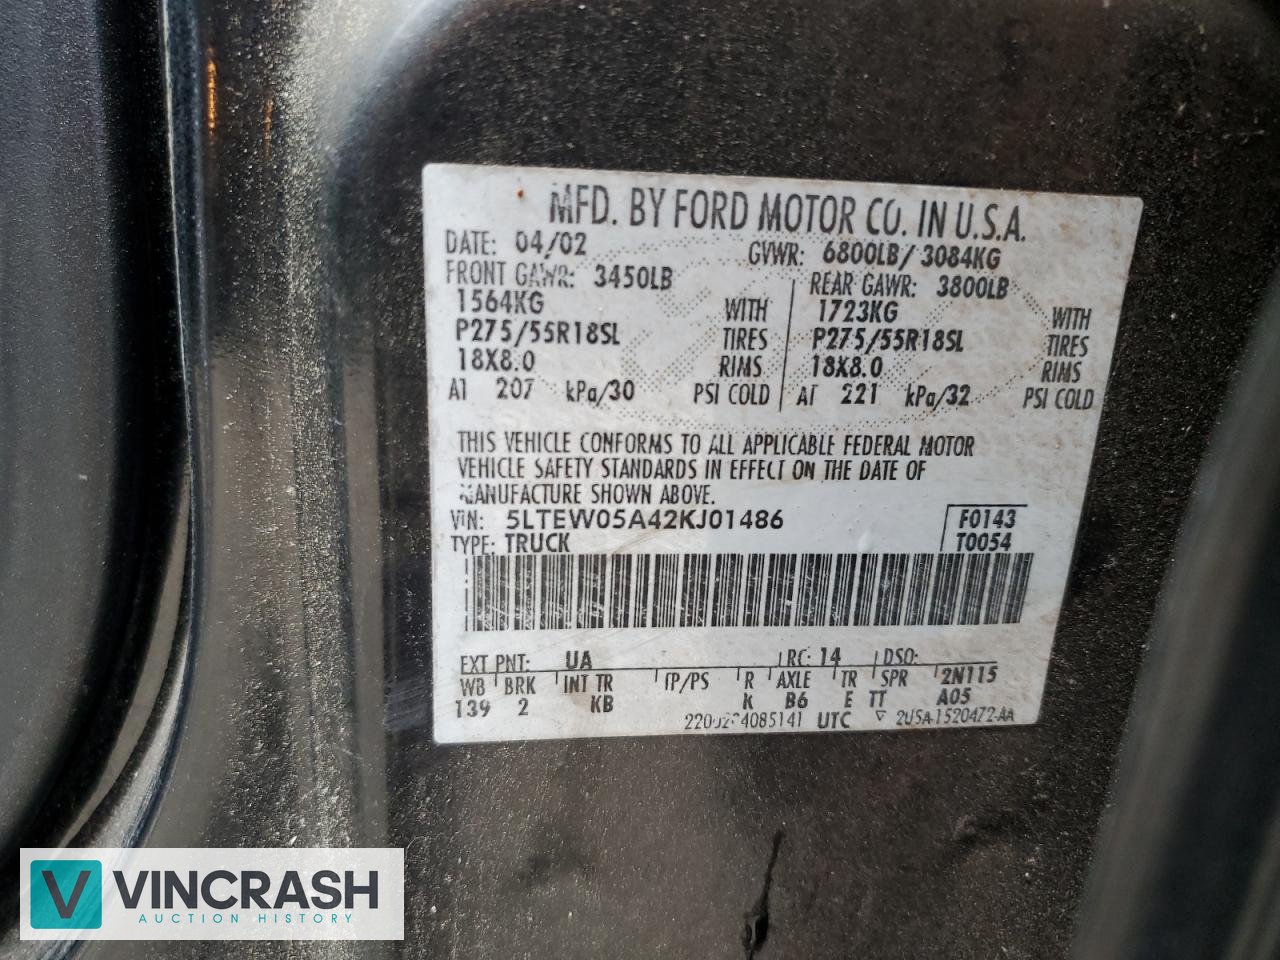 MFD. BY FORD MOTOR CO. IN U.S.A.
DATE: 04/02 GVWR: 6800LB/3084KG
FRONT GAWR: 3450LB REAR GAWR: 3800LB
1564KG WITH 1723KG WITH
P275/55R18SL TIRES P275/55R18SL TIRES
18X8.0 RIMS 18X8.0 RIMS
AT 207 kPa/30 PSI COLD AT 221 kPa/32 PSI COLD
THIS VEHICLE CONFORMS TO ALL APPLICABLE FEDERAL MOTOR
VEHICLE SAFETY STANDARDS IN EFFECT ON THE DATE OF
MANUFACTURE SHOWN ABOVE.
VIN: 5LTEW05A42KJ01486 F0143
TYPE: TRUCK T0054
EXT PNT: UA RC: 14 DSO:
WB BRK INT TR TP/PS R AXLE TR SPR 2N115
139 2 KB K B6 E TT A05
UTC 2U5A-1520472-AA
VINCRASH
AUCTION HISTORY